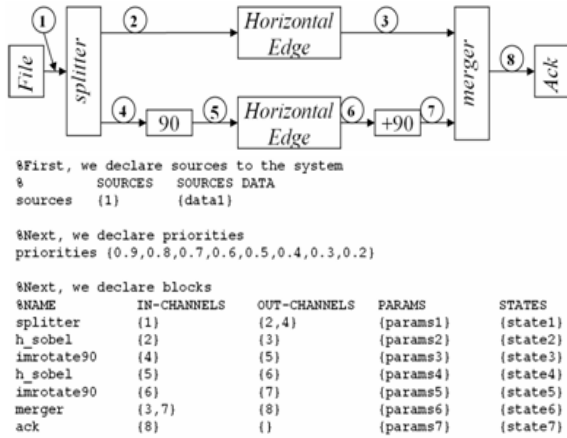 1 2 3
File splitter Horizontal Edge merger 8 Ack
4 90 5 Horizontal Edge 6 +90 7
%First, we declare sources to the system
% SOURCES SOURCES DATA
sources {1} {data1}
%Next, we declare priorities
priorities {0.9,0.8,0.7,0.6,0.5,0.4,0.3,0.2}
%Next, we declare blocks
%NAME IN-CHANNELS OUT-CHANNELS PARAMS STATES
splitter {1} {2,4} {params1} {state1}
h_sobel {2} {3} {params2} {state2}
imrotate90 {4} {5} {params3} {state3}
h_sobel {5} {6} {params4} {state4}
imrotate90 {6} {7} {params5} {state5}
merger {3,7} {8} {params6} {state6}
ack {8} {} {params7} {state7}